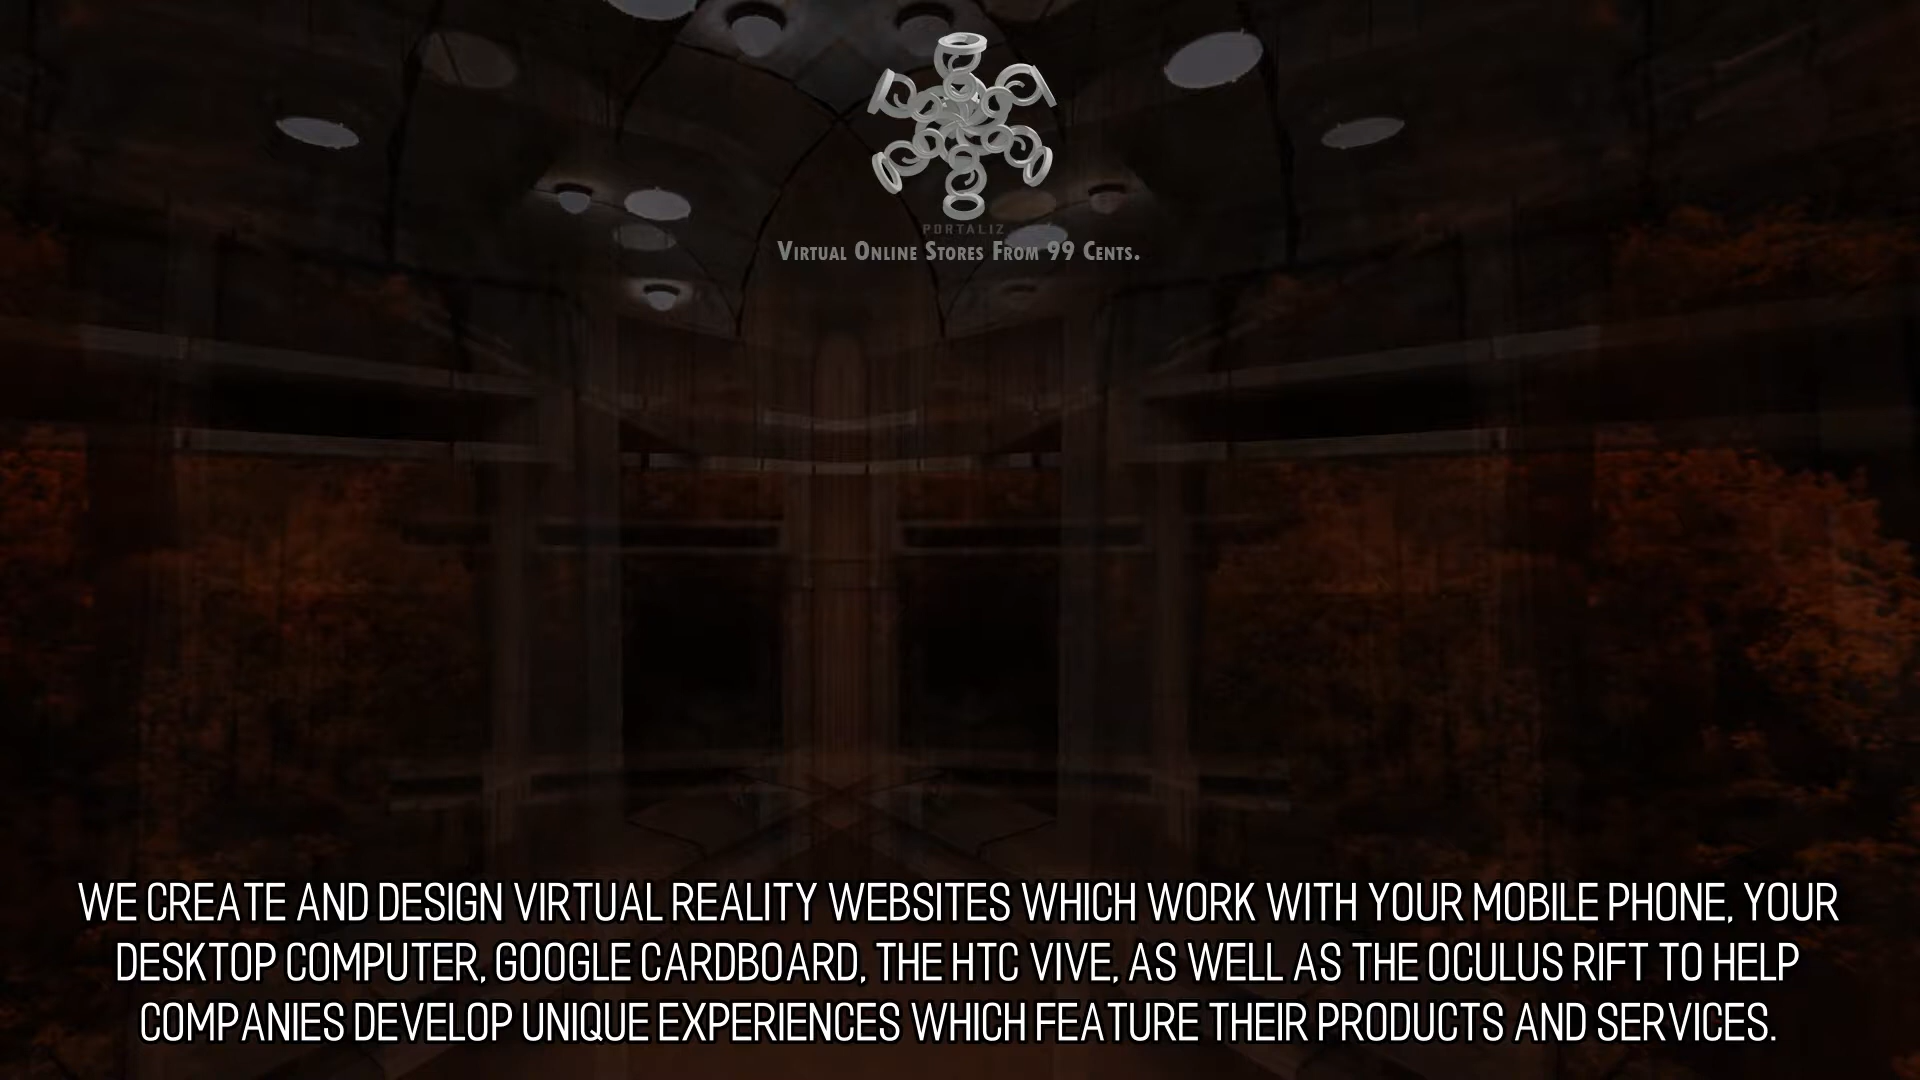 PORTALIZ
Virtual Online Stores From 99 Cents.
WE CREATE AND DESIGN VIRTUAL REALITY WEBSITES WHICH WORK WITH YOUR MOBILE PHONE, YOUR
DESKTOP COMPUTER, GOOGLE CARDBOARD, THE HTC VIVE, AS WELL AS THE OCULUS RIFT TO HELP
COMPANIES DEVELOP UNIQUE EXPERIENCES WHICH FEATURE THEIR PRODUCTS AND SERVICES.